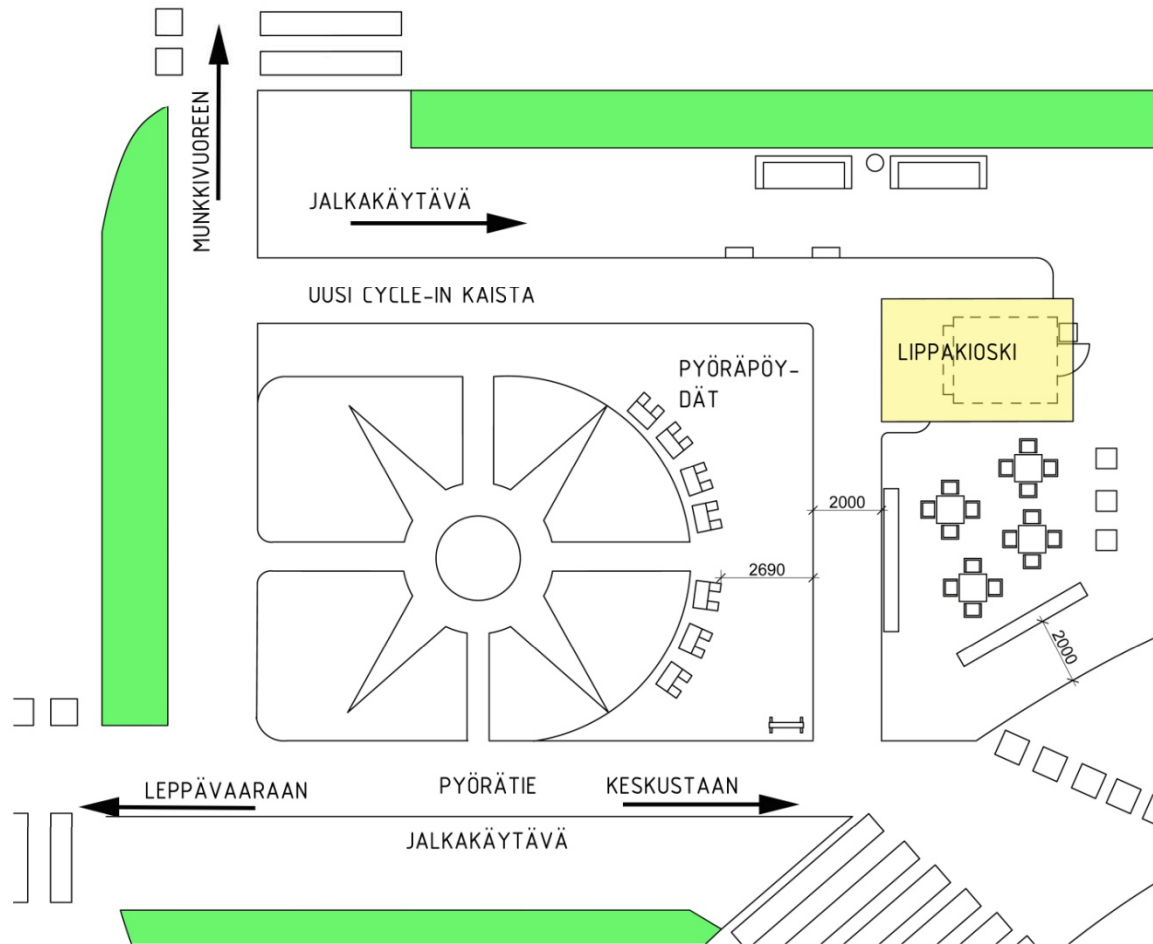 MUNKKIVUOREEN
JALKAKÄYTÄVÄ
UUSI CYCLE-IN KAISTA
LIPPAKIOSKI
PYÖRÄPÖY-
DÄT
2000
2690
2000
LEPPÄVAARAAN
PYÖRÄTIE
KESKUSTAAN
JALKAKÄYTÄVÄ